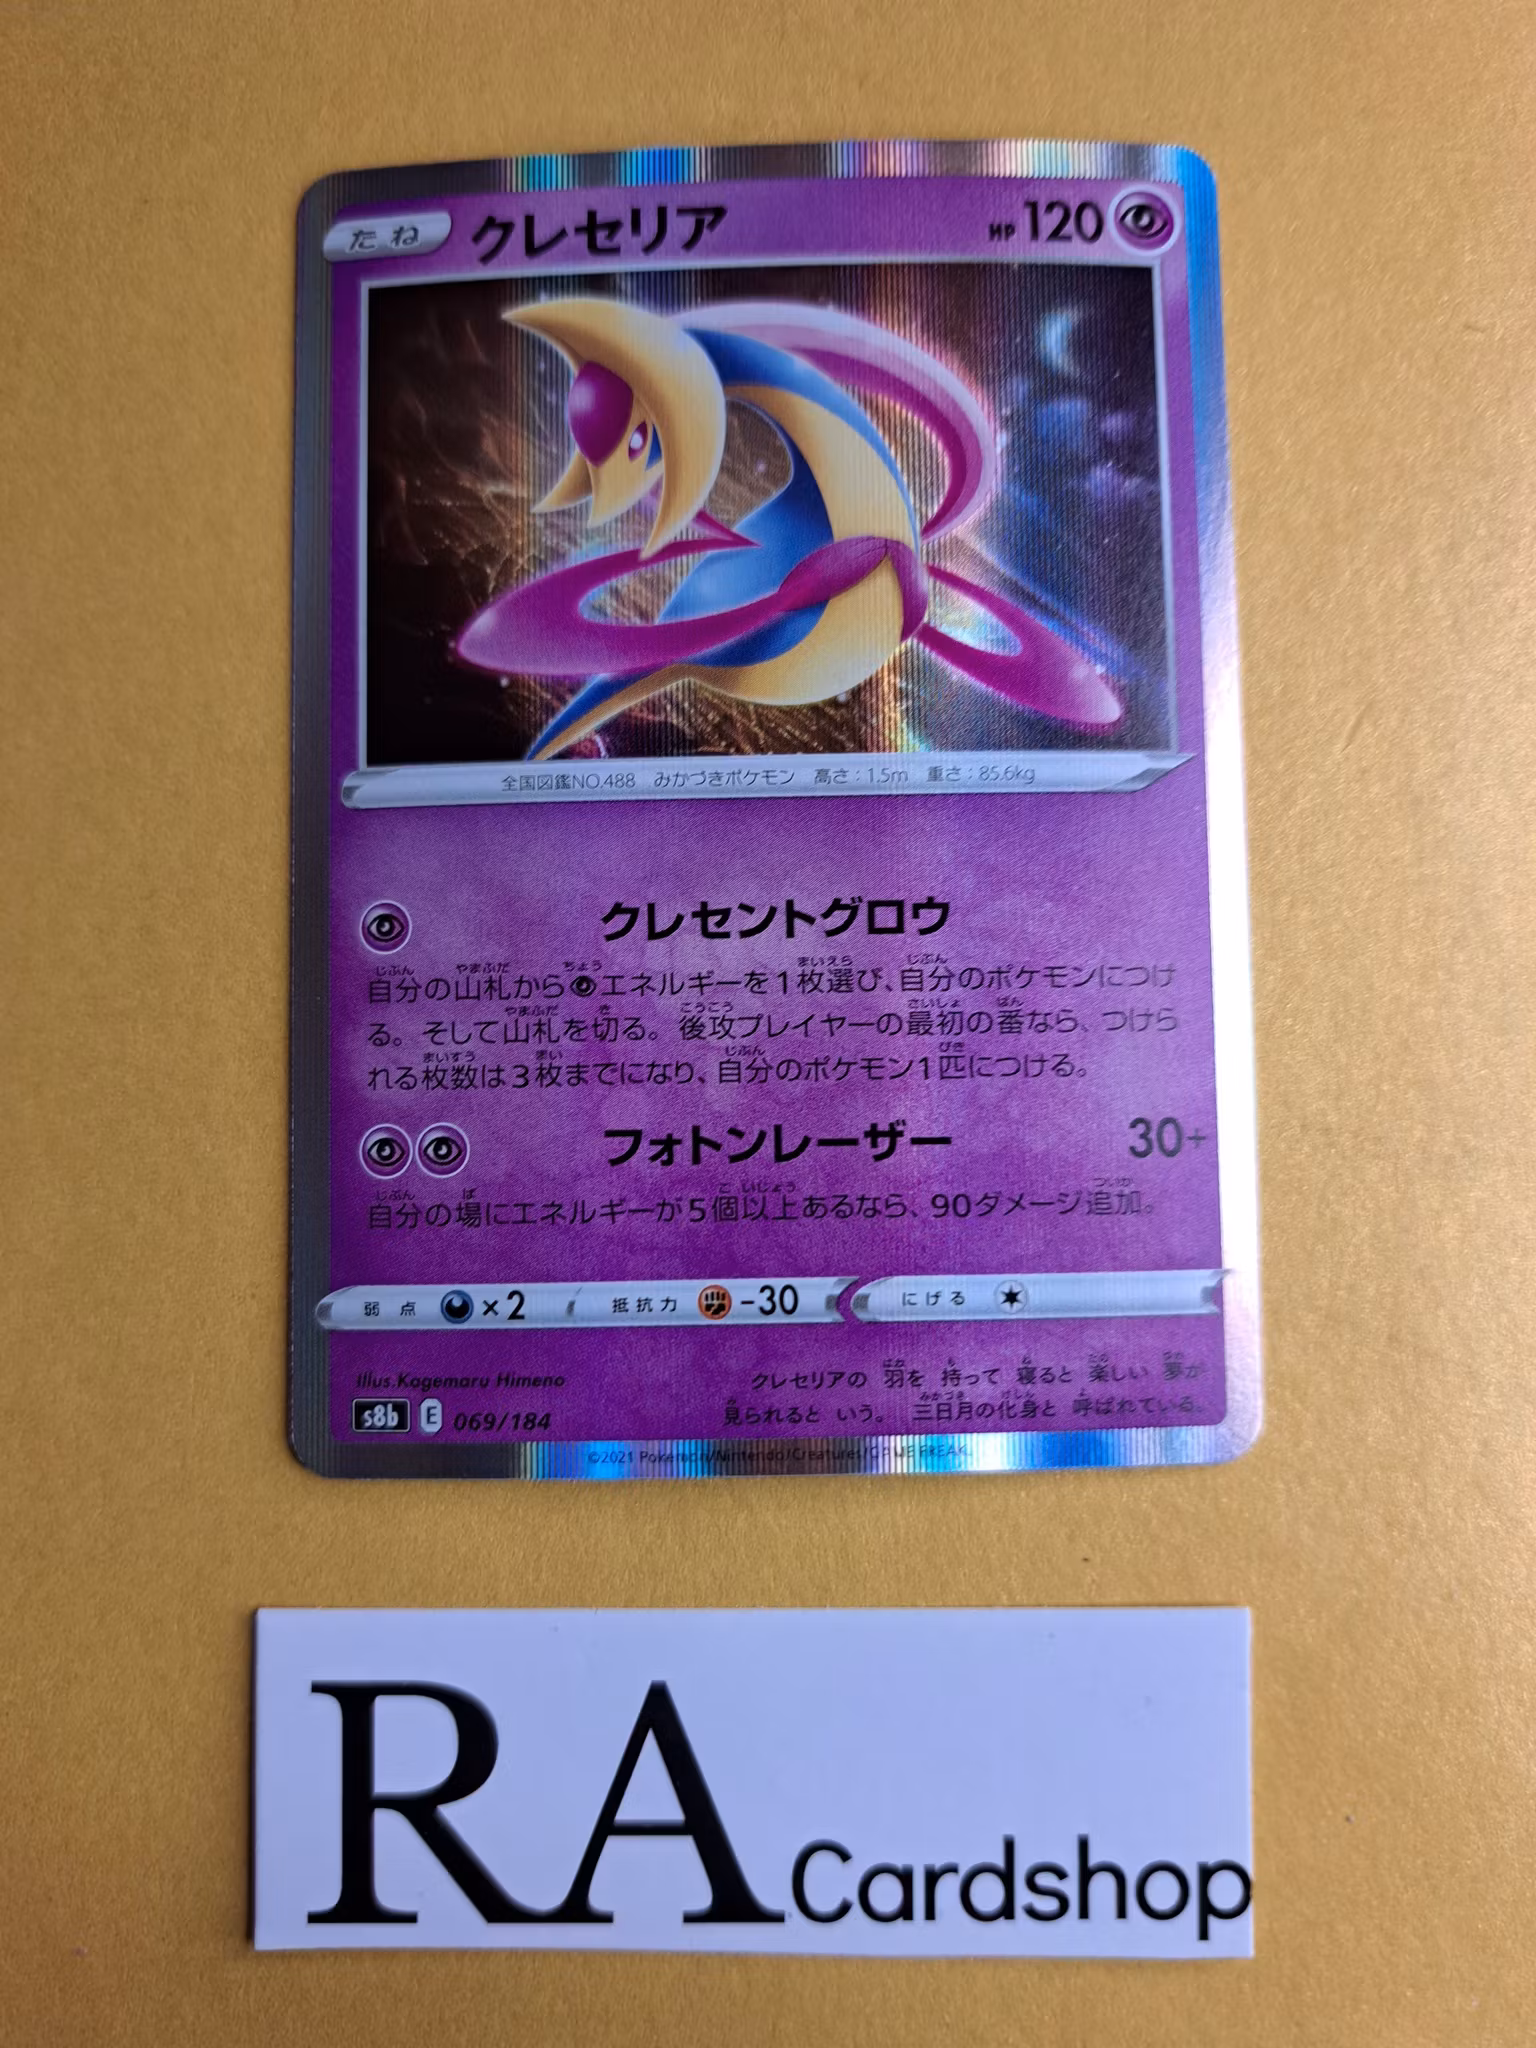 たね クレセリア HP 120
全国図鑑NO.488 みかづきポケモン 高さ：1.5m 重さ：85.6kg
クレセントグロウ
自分の山札から エネルギーを1枚選び、自分のポケモンにつけ
る。そして山札を切る。後攻プレイヤーの最初の番なら、つけら
れる枚数は3枚までになり、自分のポケモン1匹につける。
フォトンレーザー 30+
自分の場にエネルギーが5個以上あるなら、90ダメージ追加。
弱点 ×2 抵抗力 -30 にげる
Illus.Kagemaru Himeno
s8b E 069/184
クレセリアの 羽を 持って 寝ると 楽しい 夢が
見られると いう。 三日月の化身と 呼ばれている。
©2021 Pokémon/Nintendo/Creatures/GAME FREAK.
RA Cardshop